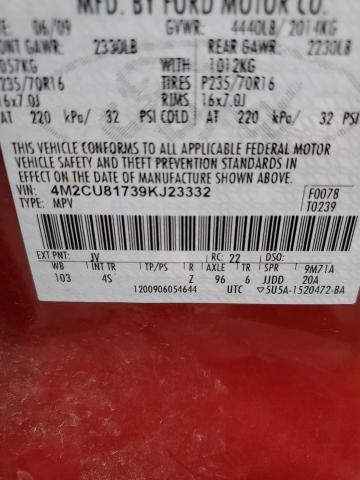 MFD. BY FORD MOTOR CO.
06/09 GVWR: 4440LB/ 2014KG
FRONT GAWR: 2330LB REAR GAWR: 2230LB
1057KG WITH 1012KG
P235/70R16 TIRES P235/70R16
16x7.0J RIMS 16x7.0J
AT 220 kPa/ 32 PSI COLD AT 220 kPa/ 32 PSI
THIS VEHICLE CONFORMS TO ALL APPLICABLE FEDERAL MOTOR
VEHICLE SAFETY AND THEFT PREVENTION STANDARDS IN
EFFECT ON THE DATE OF MANUFACTURE SHOWN ABOVE.
VIN: 4M2CU81739KJ23332 F0078
TYPE: MPV T0239
EXT PNT: JV RC: 22 DSO:
WB INT TR TP/PS R AXLE TR SPR 9M71A
103 4S Z 96 6 JJDD 20A
1200906054644 UTC ▽5U5A-1520472-BA